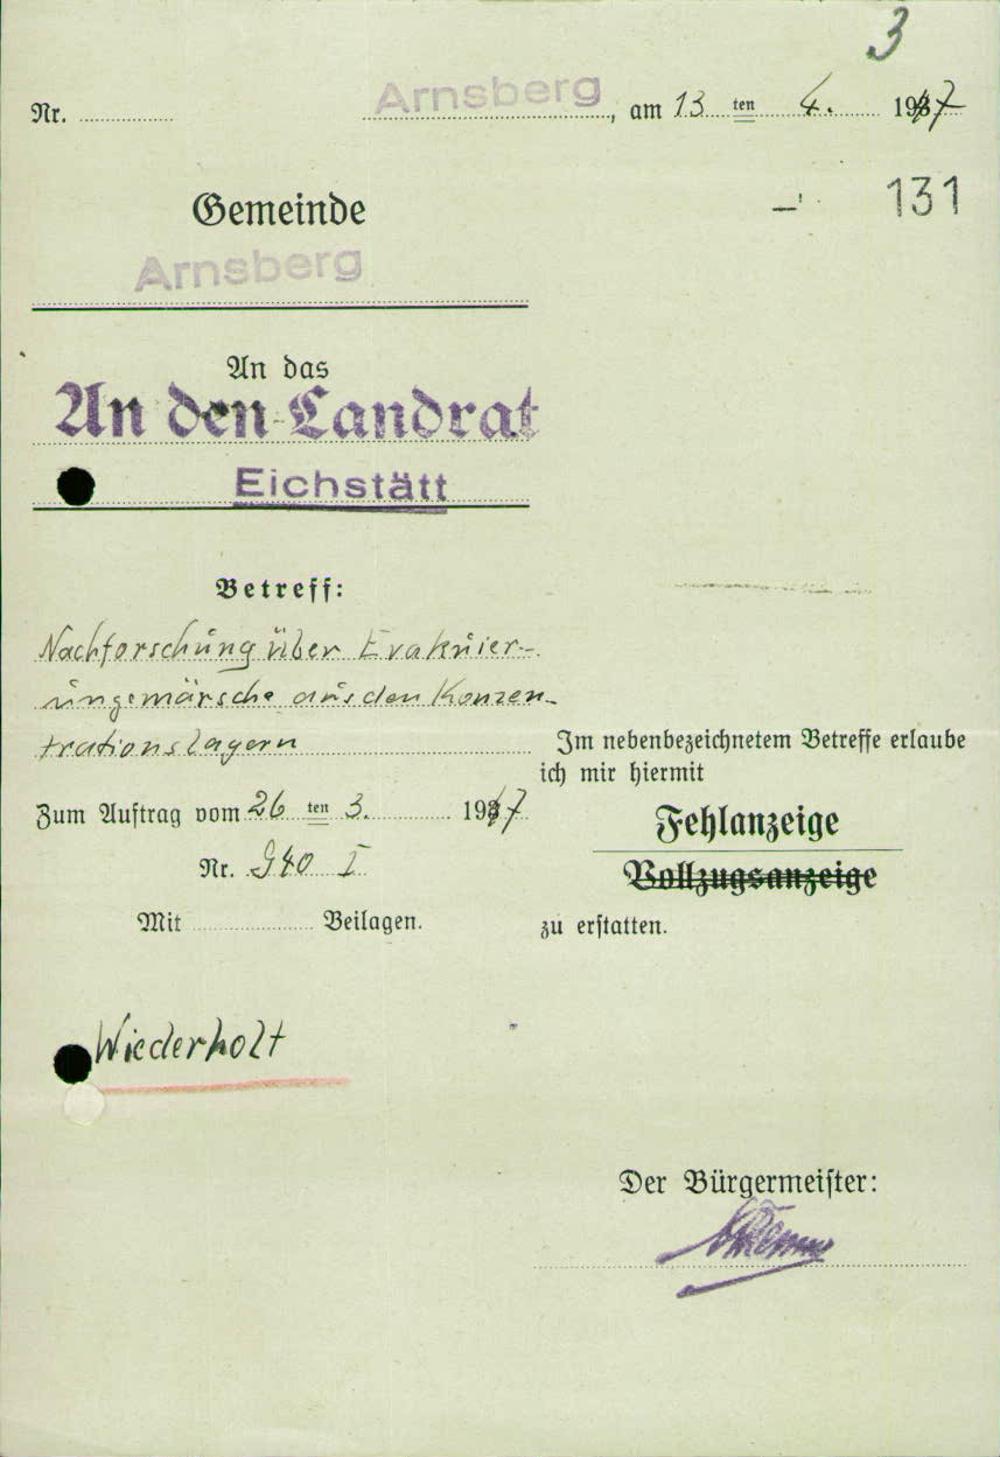 3
Nr. Arnsberg, am 13 ten 4. 1947
Gemeinde
131
Arnsberg
An das
An den Landrat
Eichstätt
Betreff:
Nachforschung über Evakuier-
ungsmärsche aus den Konzen-
trationslagern
Im nebenbezeichnetem Betreffe erlaube
ich mir hiermit
Zum Auftrag vom 26 ten 3. 1947
Fehlanzeige
Nr. 940 I
Vollzugsanzeige
Mit Beilagen.
zu erstatten.
Wiederholt
Der Bürgermeister: